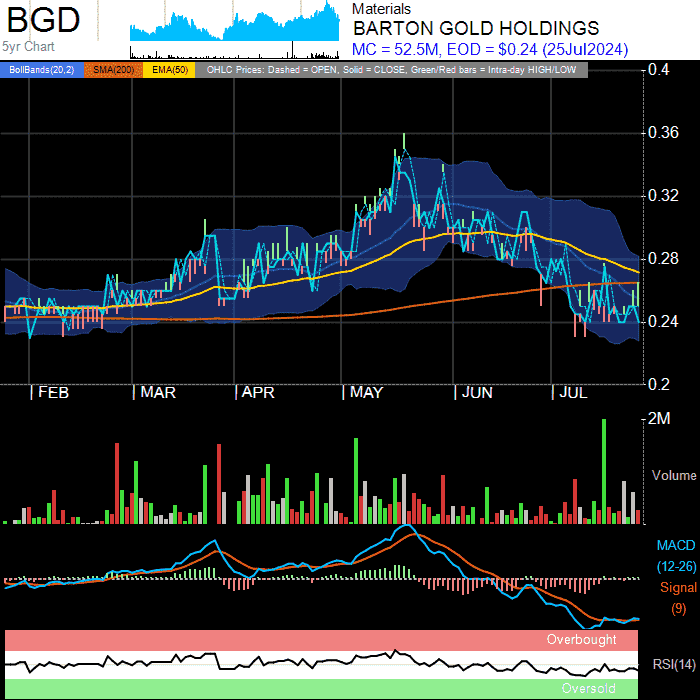 BGD
5yr Chart
Materials
BARTON GOLD HOLDINGS
MC = 52.5M, EOD = $0.24 (25Jul2024)
BollBands(20,2) SMA(200) EMA(50) OHLC Prices: Dashed = OPEN, Solid = CLOSE, Green/Red bars = Intra-day HIGH/LOW
0.4
0.36
0.32
0.28
0.24
0.2
| FEB | MAR | APR | MAY | JUN | JUL
2M
Volume
MACD
(12-26)
Signal
(9)
Overbought
RSI(14)
Oversold